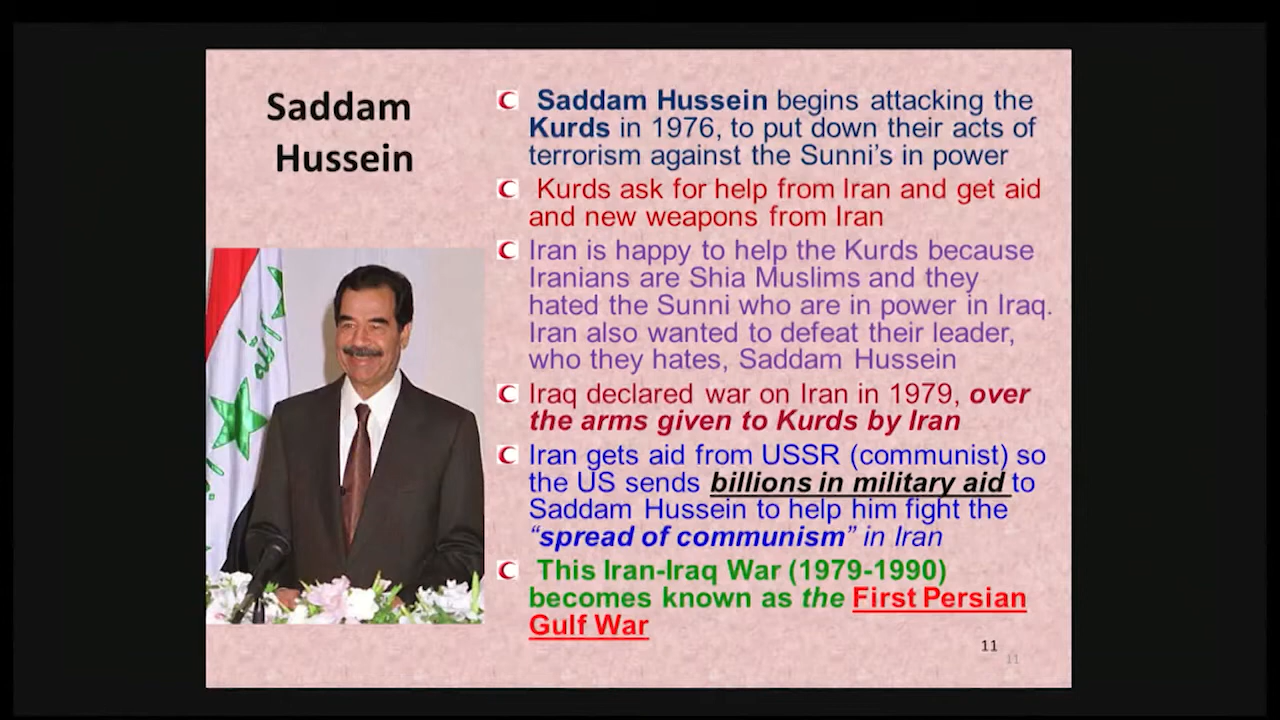 Saddam
Hussein
Saddam Hussein begins attacking the
Kurds in 1976, to put down their acts of
terrorism against the Sunni's in power
Kurds ask for help from Iran and get aid
and new weapons from Iran
Iran is happy to help the Kurds because
Iranians are Shia Muslims and they
hated the Sunni who are in power in Iraq.
Iran also wanted to defeat their leader,
who they hates, Saddam Hussein
Iraq declared war on Iran in 1979, over
the arms given to Kurds by Iran
Iran gets aid from USSR (communist) so
the US sends billions in military aid to
Saddam Hussein to help him fight the
“spread of communism” in Iran
This Iran-Iraq War (1979-1990)
becomes known as the First Persian
Gulf War
11
11